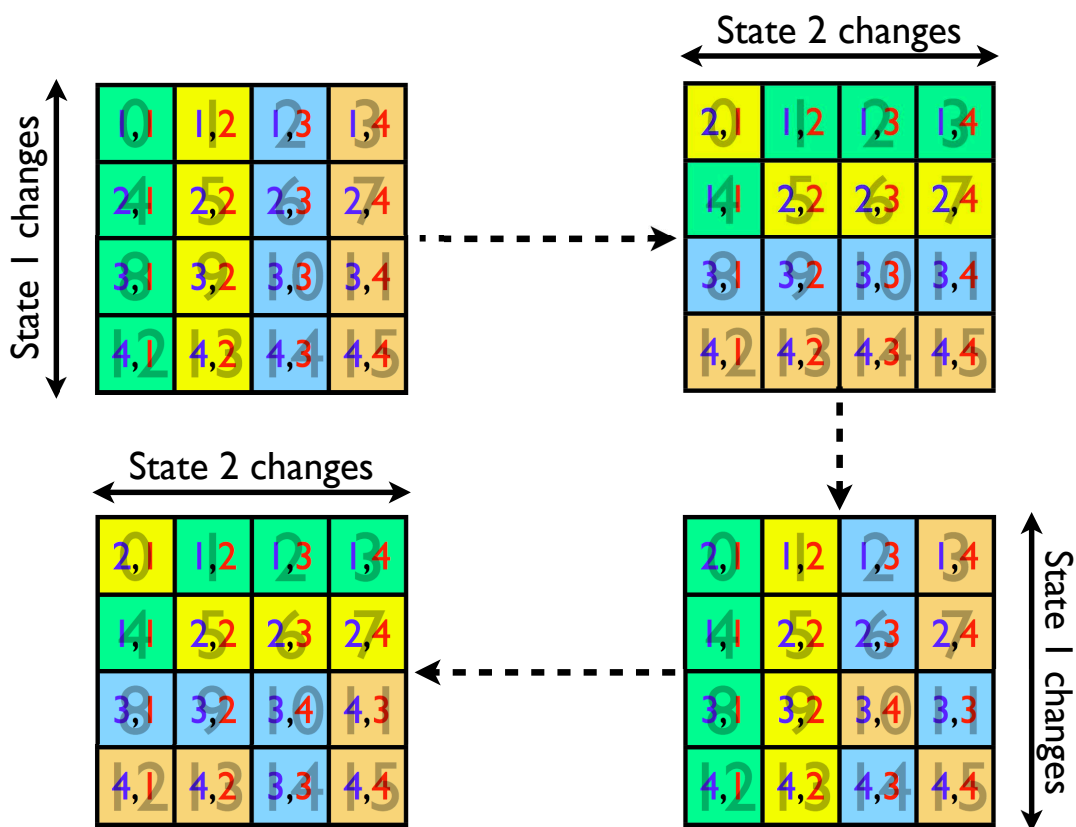 State 1 changes
0 1 2 3
1,1 1,2 1,3 1,4
4 5 6 7
2,1 2,2 2,3 2,4
8 9 10 11
3,1 3,2 3,3 3,4
12 13 14 15
4,1 4,2 4,3 4,4
State 2 changes
0 1 2 3
2,1 1,2 1,3 1,4
4 5 6 7
1,1 2,2 2,3 2,4
8 9 10 11
3,1 3,2 3,3 3,4
12 13 14 15
4,1 4,2 4,3 4,4
State 2 changes
0 1 2 3
2,1 1,2 1,3 1,4
4 5 6 7
1,1 2,2 2,3 2,4
8 9 10 11
3,1 3,2 3,4 4,3
12 13 14 15
4,1 4,2 3,3 4,4
0 1 2 3
2,1 1,2 1,3 1,4
4 5 6 7
1,1 2,2 2,3 2,4
8 9 10 11
3,1 3,2 3,4 3,3
12 13 14 15
4,1 4,2 4,3 4,4
State 1 changes